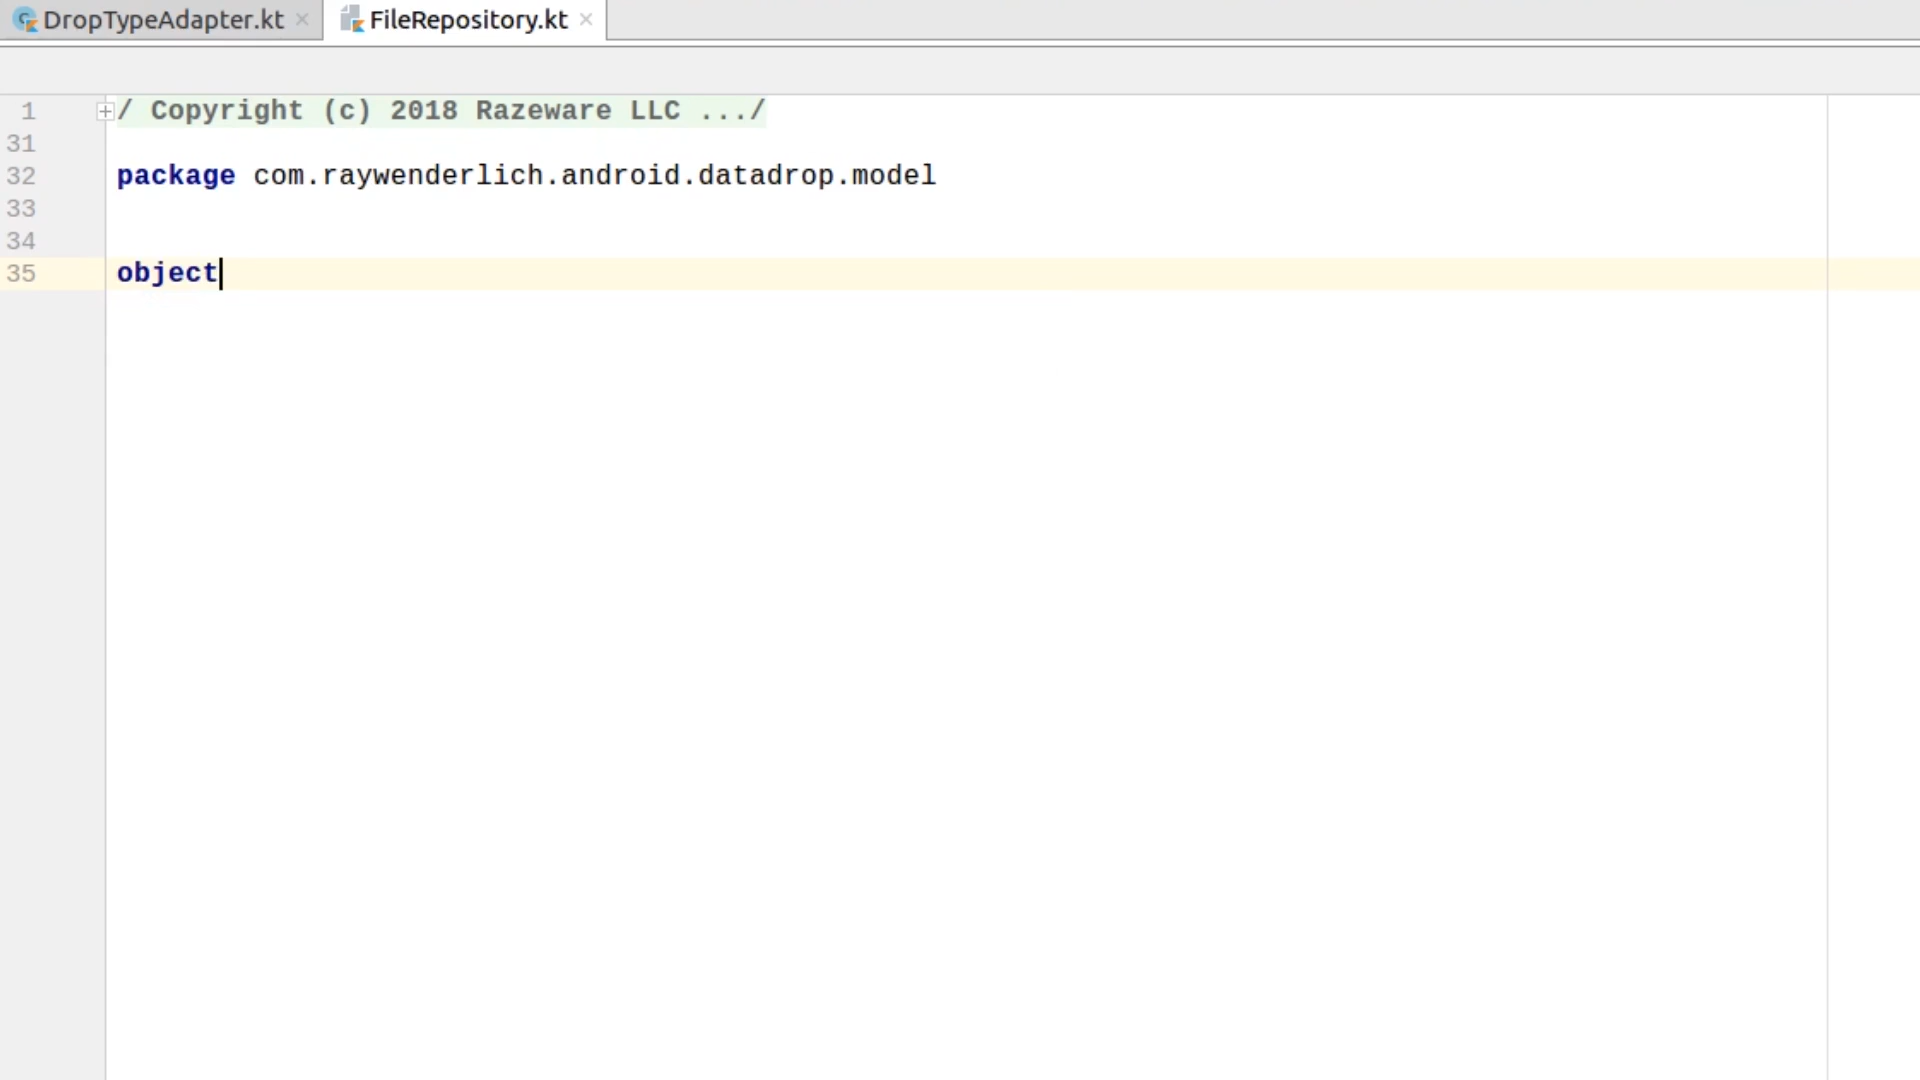 DropTypeAdapter.kt FileRepository.kt
1 / Copyright (c) 2018 Razeware LLC .../
31
32 package com.raywenderlich.android.datadrop.model
33
34
35 object